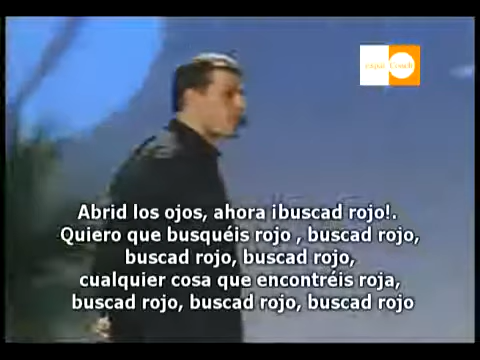 Coach
Abrid los ojos, ahora ¡buscad rojo!.
Quiero que busquéis rojo , buscad rojo,
buscad rojo, buscad rojo,
cualquier cosa que encontréis roja,
buscad rojo, buscad rojo, buscad rojo